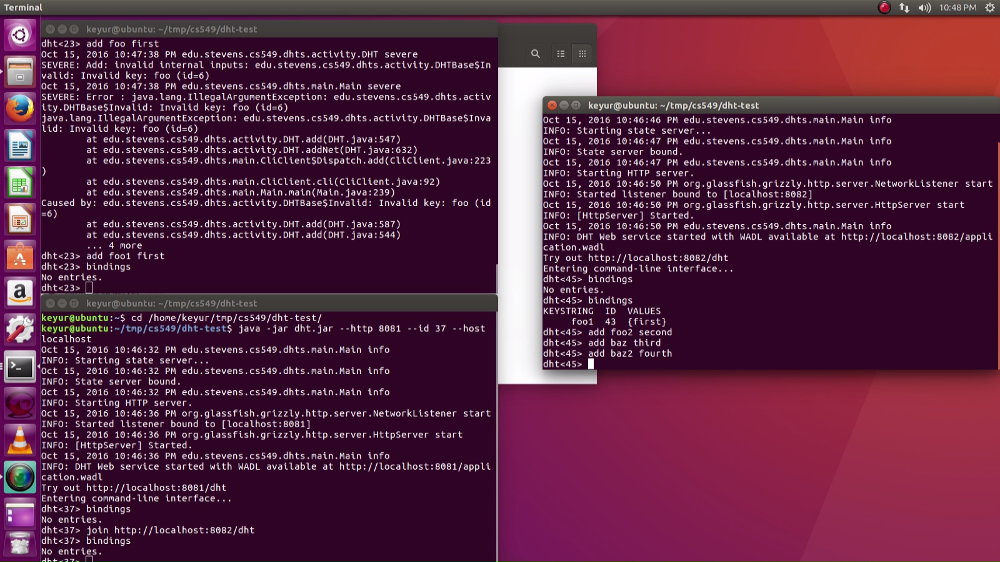 Terminal
10:48 PM
keyur@ubuntu: ~/tmp/cs549/dht-test
dht<23> add foo first
Oct 15, 2016 10:47:38 PM edu.stevens.cs549.dhts.activity.DHT severe
SEVERE: Add: invalid internal inputs: edu.stevens.cs549.dhts.activity.DHTBase$In
valid: Invalid key: foo (id=6)
Oct 15, 2016 10:47:38 PM edu.stevens.cs549.dhts.main.Main severe
SEVERE: Error : java.lang.IllegalArgumentException: edu.stevens.cs549.dhts.activ
ity.DHTBase$Invalid: Invalid key: foo (id=6)
java.lang.IllegalArgumentException: edu.stevens.cs549.dhts.activity.DHTBase$Inva
lid: Invalid key: foo (id=6)
at edu.stevens.cs549.dhts.activity.DHT.add(DHT.java:547)
at edu.stevens.cs549.dhts.activity.DHT.addNet(DHT.java:632)
at edu.stevens.cs549.dhts.main.CliClient$Dispatch.add(CliClient.java:223
)
at edu.stevens.cs549.dhts.main.CliClient.cli(CliClient.java:92)
at edu.stevens.cs549.dhts.main.Main.main(Main.java:239)
Caused by: edu.stevens.cs549.dhts.activity.DHTBase$Invalid: Invalid key: foo (id
=6)
at edu.stevens.cs549.dhts.activity.DHT.add(DHT.java:587)
at edu.stevens.cs549.dhts.activity.DHT.add(DHT.java:544)
... 4 more
dht<23> add foo1 first
dht<23> bindings
No entries.
dht<23>
keyur@ubuntu: ~/tmp/cs549/dht-test
keyur@ubuntu:~$ cd /home/keyur/tmp/cs549/dht-test/
keyur@ubuntu:~/tmp/cs549/dht-test$ java -jar dht.jar --http 8081 --id 37 --host
localhost
Oct 15, 2016 10:46:32 PM edu.stevens.cs549.dhts.main.Main info
INFO: Starting state server...
Oct 15, 2016 10:46:32 PM edu.stevens.cs549.dhts.main.Main info
INFO: State server bound.
Oct 15, 2016 10:46:32 PM edu.stevens.cs549.dhts.main.Main info
INFO: Starting HTTP server.
Oct 15, 2016 10:46:36 PM org.glassfish.grizzly.http.server.NetworkListener start
INFO: Started listener bound to [localhost:8081]
Oct 15, 2016 10:46:36 PM org.glassfish.grizzly.http.server.HttpServer start
INFO: [HttpServer] Started.
Oct 15, 2016 10:46:36 PM edu.stevens.cs549.dhts.main.Main info
INFO: DHT Web service started with WADL available at http://localhost:8081/appli
cation.wadl
Try out http://localhost:8081/dht
Entering command-line interface...
dht<37> bindings
No entries.
dht<37> join http://localhost:8082/dht
dht<37> bindings
No entries.
dht<37>
keyur@ubuntu: ~/tmp/cs549/dht-test
Oct 15, 2016 10:46:46 PM edu.stevens.cs549.dhts.main.Main info
INFO: Starting state server...
Oct 15, 2016 10:46:47 PM edu.stevens.cs549.dhts.main.Main info
INFO: State server bound.
Oct 15, 2016 10:46:47 PM edu.stevens.cs549.dhts.main.Main info
INFO: Starting HTTP server.
Oct 15, 2016 10:46:50 PM org.glassfish.grizzly.http.server.NetworkListener start
INFO: Started listener bound to [localhost:8082]
Oct 15, 2016 10:46:50 PM org.glassfish.grizzly.http.server.HttpServer start
INFO: [HttpServer] Started.
Oct 15, 2016 10:46:50 PM edu.stevens.cs549.dhts.main.Main info
INFO: DHT Web service started with WADL available at http://localhost:8082/appli
cation.wadl
Try out http://localhost:8082/dht
Entering command-line interface...
dht<45> bindings
No entries.
dht<45> bindings
KEYSTRING ID VALUES
foo1 43 {first}
dht<45> add foo2 second
dht<45> add baz third
dht<45> add baz2 fourth
dht<45>